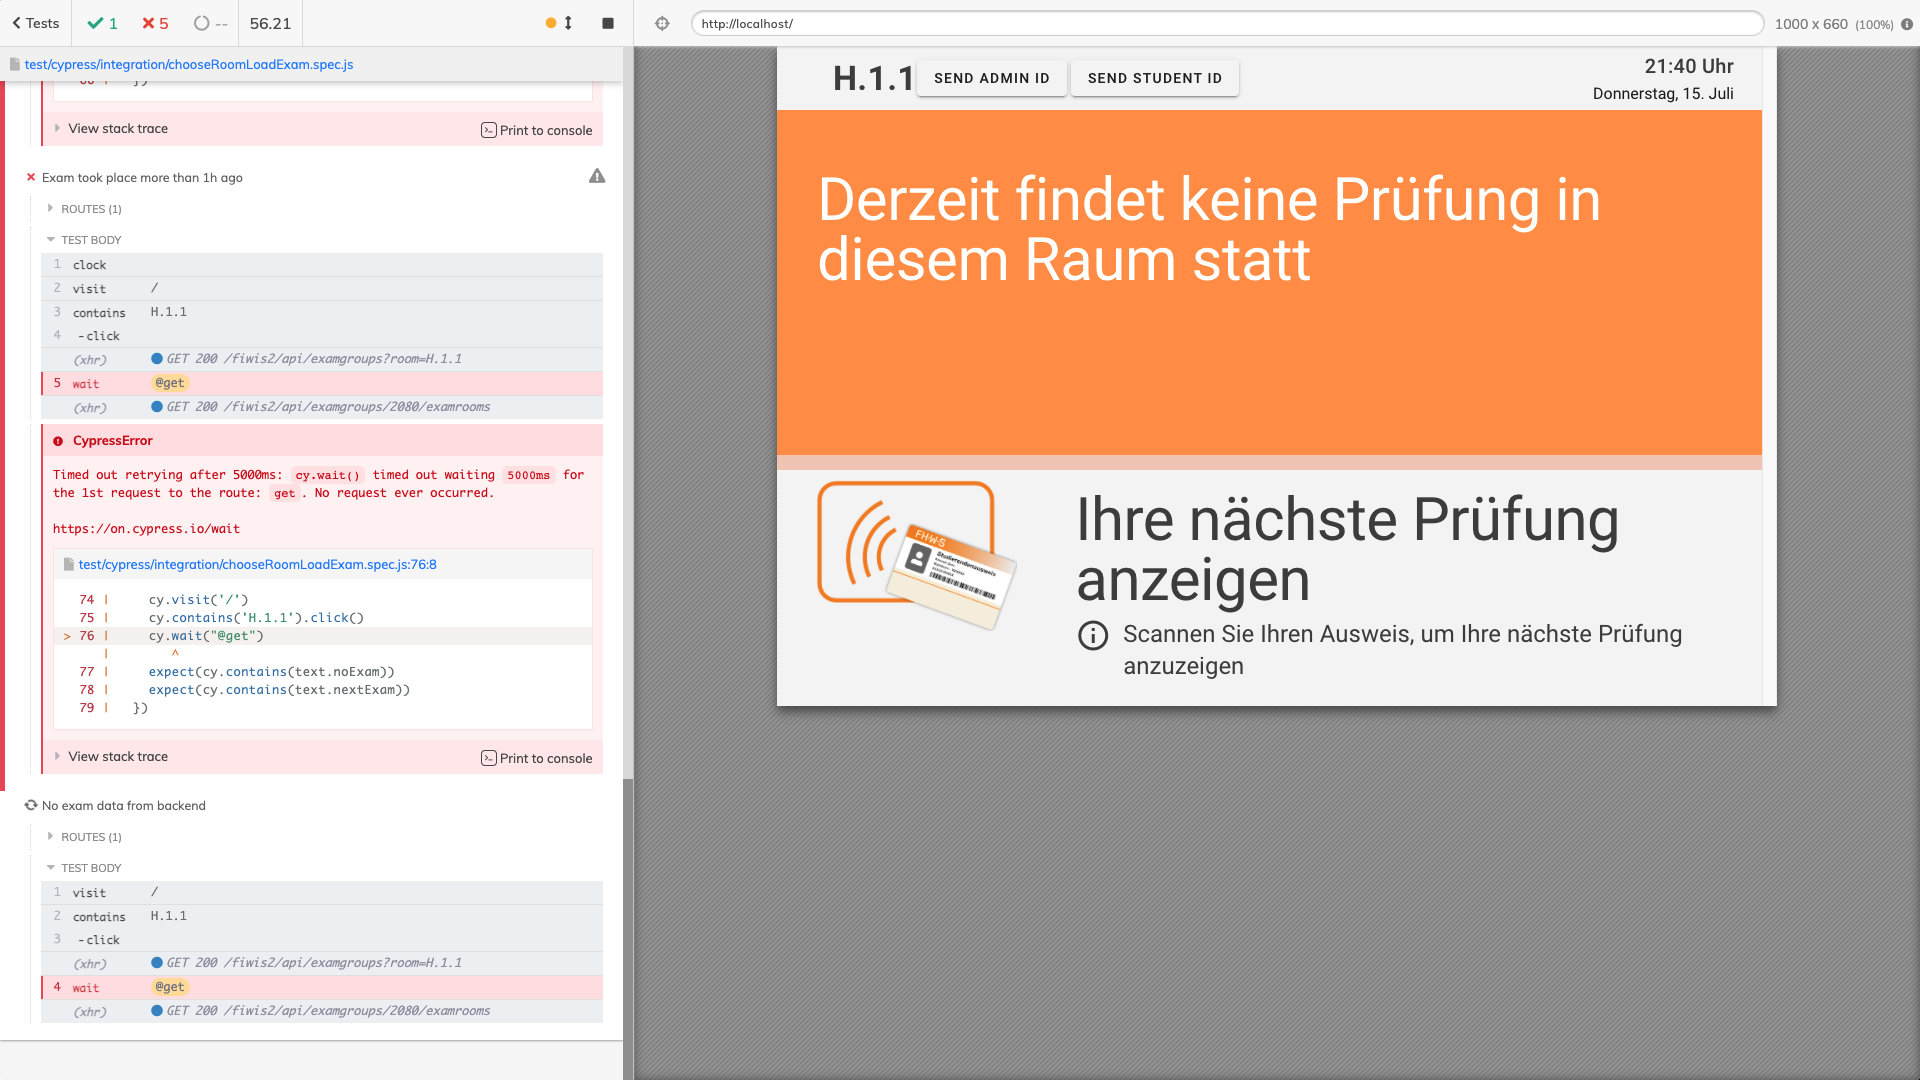 Tests
1
5
--
56.21
http://localhost/
1000 x 660 (100%)
test/cypress/integration/chooseRoomLoadExam.spec.js
View stack trace
Print to console
Exam took place more than 1h ago
ROUTES (1)
TEST BODY
1 clock
2 visit /
3 contains H.1.1
4 -click
(xhr) GET 200 /fiwis2/api/examgroups?room=H.1.1
5 wait @get
(xhr) GET 200 /fiwis2/api/examgroups/2080/examrooms
CypressError
Timed out retrying after 5000ms: cy.wait() timed out waiting 5000ms for
the 1st request to the route: get. No request ever occurred.
https://on.cypress.io/wait
test/cypress/integration/chooseRoomLoadExam.spec.js:76:8
74 | cy.visit('/')
75 | cy.contains('H.1.1').click()
> 76 | cy.wait("@get")
| ^
77 | expect(cy.contains(text.noExam))
78 | expect(cy.contains(text.nextExam))
79 | })
View stack trace
Print to console
No exam data from backend
ROUTES (1)
TEST BODY
1 visit /
2 contains H.1.1
3 -click
(xhr) GET 200 /fiwis2/api/examgroups?room=H.1.1
4 wait @get
(xhr) GET 200 /fiwis2/api/examgroups/2080/examrooms
H.1.1
SEND ADMIN ID
SEND STUDENT ID
21:40 Uhr
Donnerstag, 15. Juli
Derzeit findet keine Prüfung in
diesem Raum statt
FH-W-S
Studierendenausweis
Ihre nächste Prüfung
anzeigen
Scannen Sie Ihren Ausweis, um Ihre nächste Prüfung
anzuzeigen